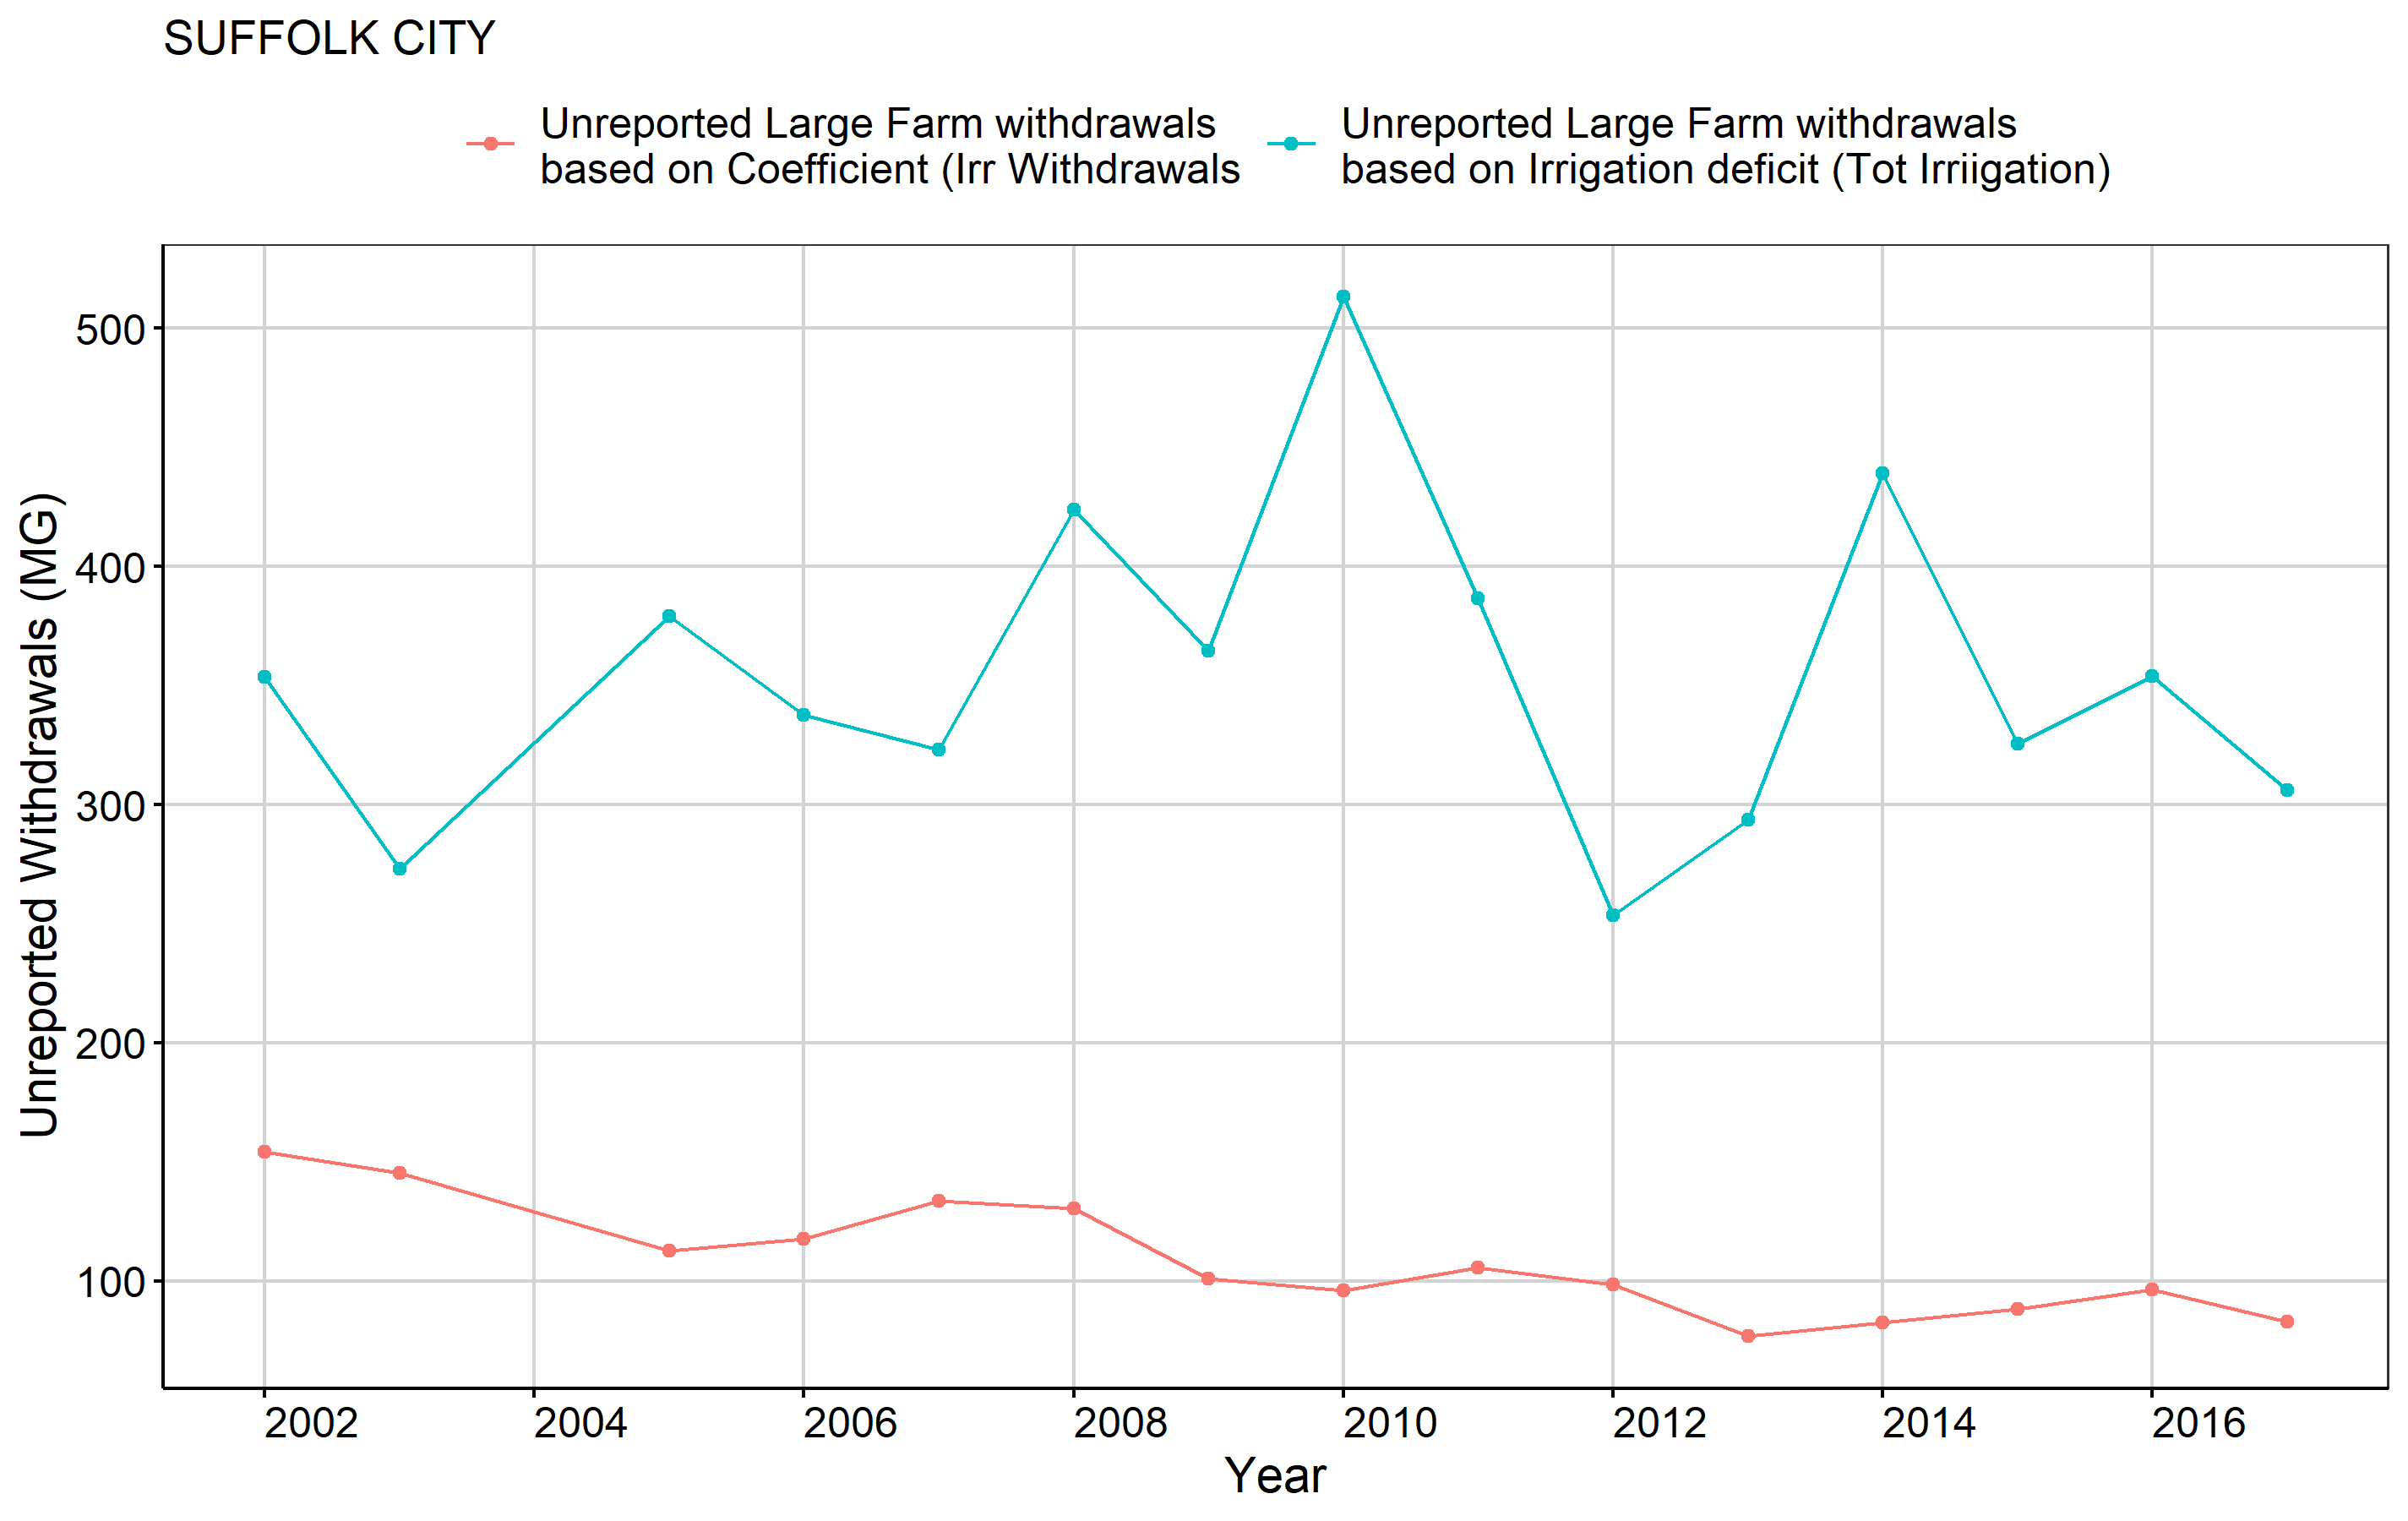 SUFFOLK CITY
Unreported Large Farm withdrawals
based on Coefficient (Irr Withdrawals
Unreported Large Farm withdrawals
based on Irrigation deficit (Tot Irriigation)
Unreported Withdrawals (MG)
500
400
300
200
100
2002 2004 2006 2008 2010 2012 2014 2016
Year